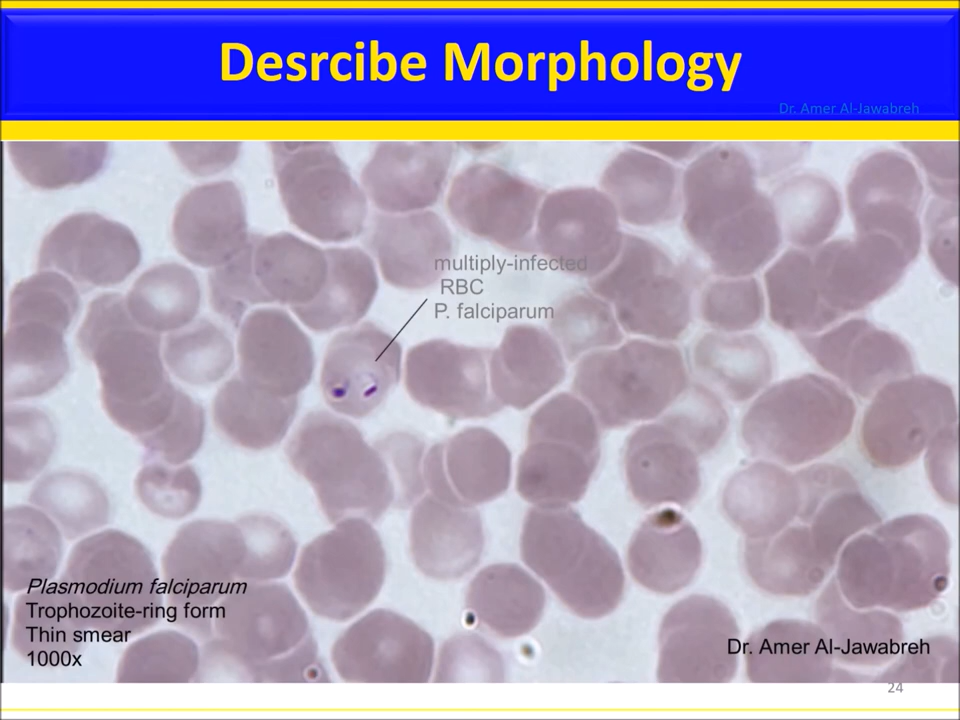 Desrcibe Morphology
Dr. Amer Al-Jawabreh
multiply-infected
RBC
P. falciparum
Plasmodium falciparum
Trophozoite-ring form
Thin smear
1000x
Dr. Amer Al-Jawabreh
24